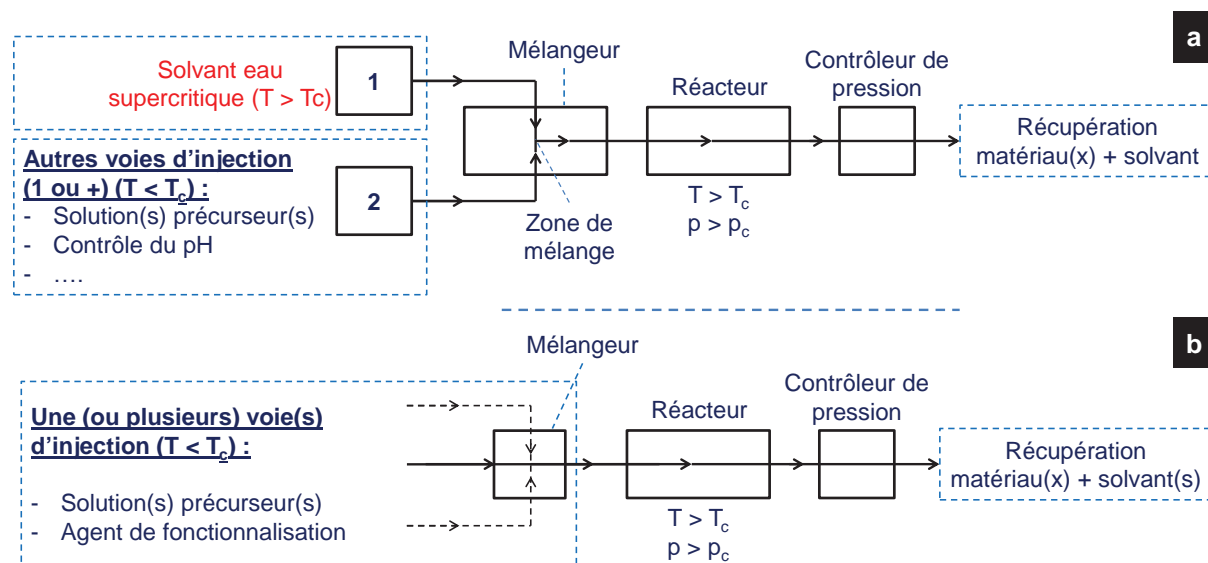 a
Mélangeur
Contrôleur de
pression
Réacteur
Solvant eau
supercritique (T > Tc)
1
Récupération
matériau(x) + solvant
Autres voies d’injection
(1 ou +) (T < Tc) :
- Solution(s) précurseur(s)
- Contrôle du pH
- ….
2
T > Tc
p > pc
Zone de
mélange
b
Mélangeur
Contrôleur de
pression
Réacteur
Une (ou plusieurs) voie(s)
d’injection (T < Tc) :
- Solution(s) précurseur(s)
- Agent de fonctionnalisation
Récupération
matériau(x) + solvant(s)
T > Tc
p > pc